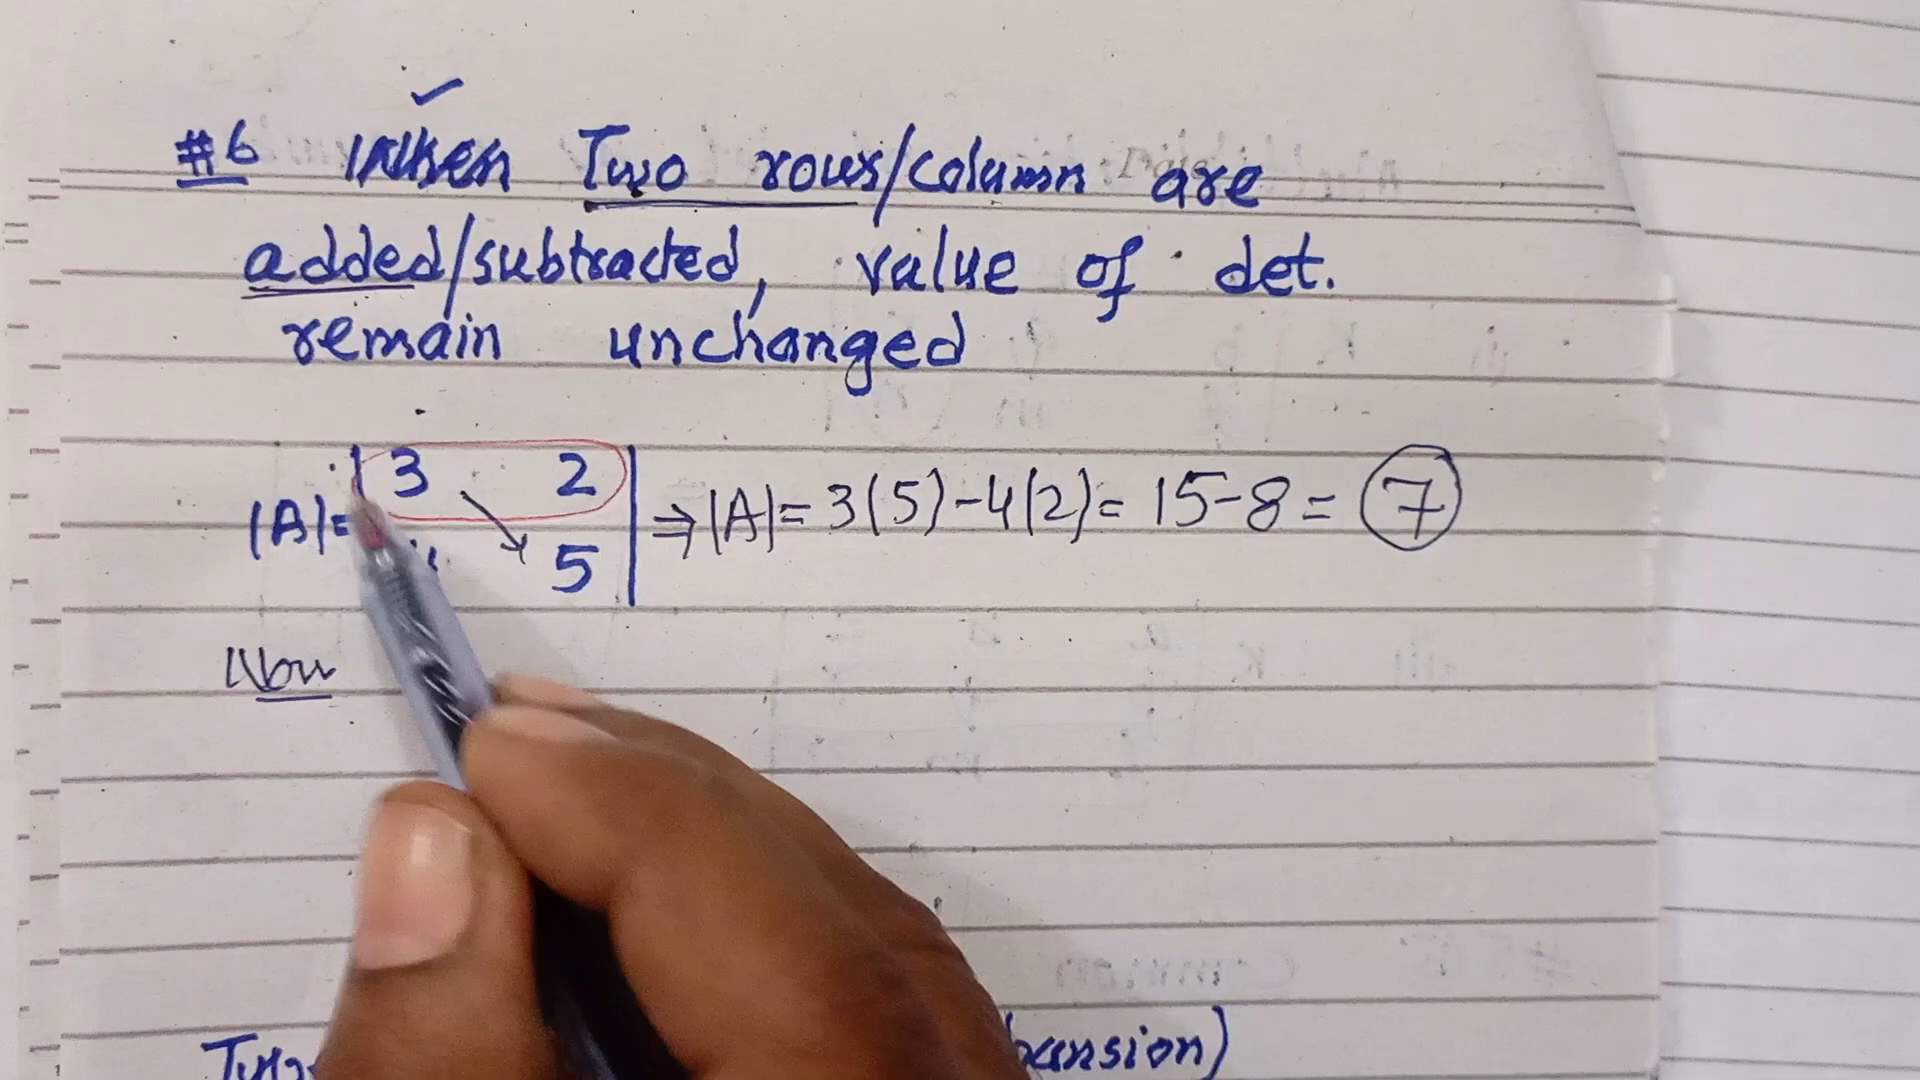 #6 When Two rows/column are
added/subtracted, value of det.
remain unchanged
|A|= | 3 2 | ⇒ |A|= 3(5)-4(2)= 15-8 = 7
5
Now
pansion)